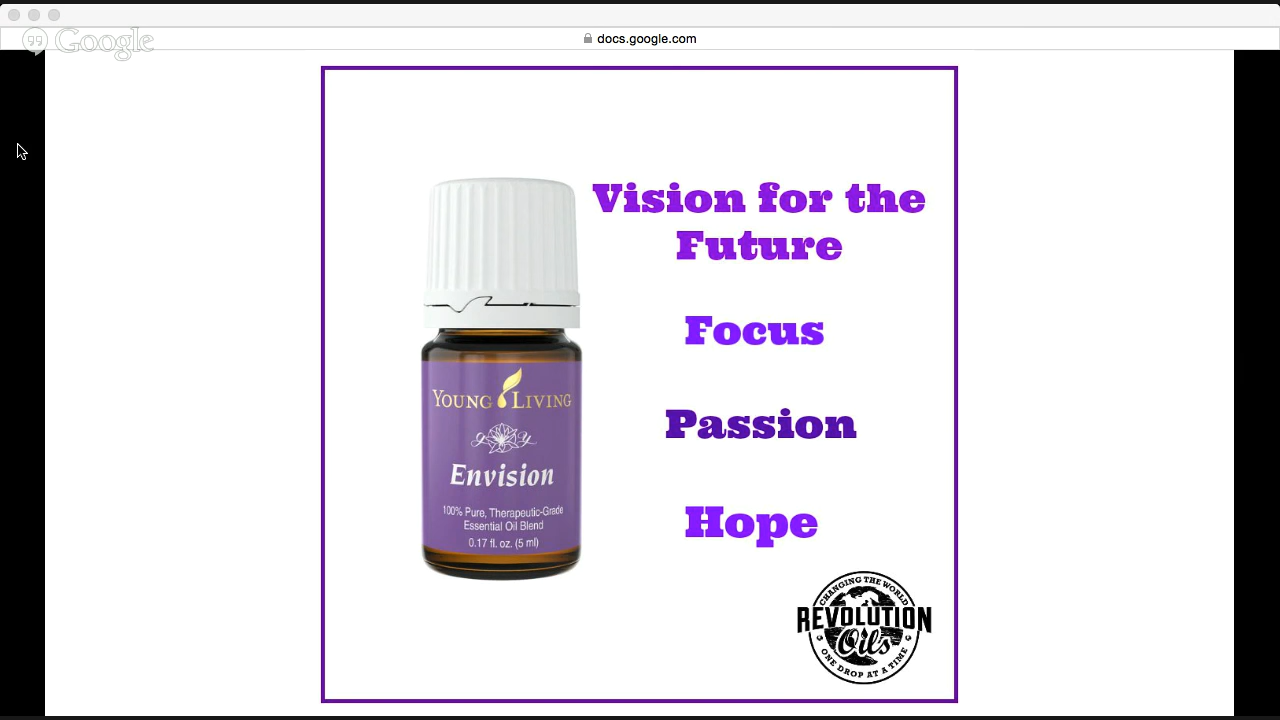 docs.google.com
Google
Vision for the
Future
Focus
Passion
Hope
YOUNG LIVING
Envision
100% Pure, Therapeutic-Grade
Essential Oil Blend
0.17 fl. oz. (5 ml)
CHANGING THE WORLD
REVOLUTION
Oils
ONE DROP AT A TIME